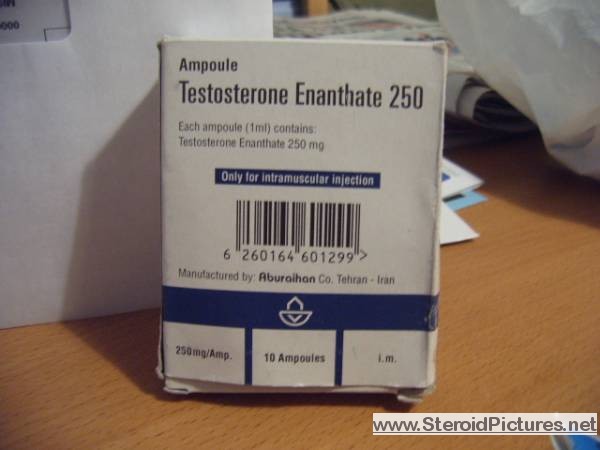 Ampoule
Testosterone Enanthate 250
Each ampoule (1ml) contains:
Testosterone Enanthate 250 mg
Only for intramuscular injection
6 260164 601299 >
Manufactured by: Aburaihan Co. Tehran - Iran
250mg/Amp. 10 Ampoules i.m.
www.SteroidPictures.net